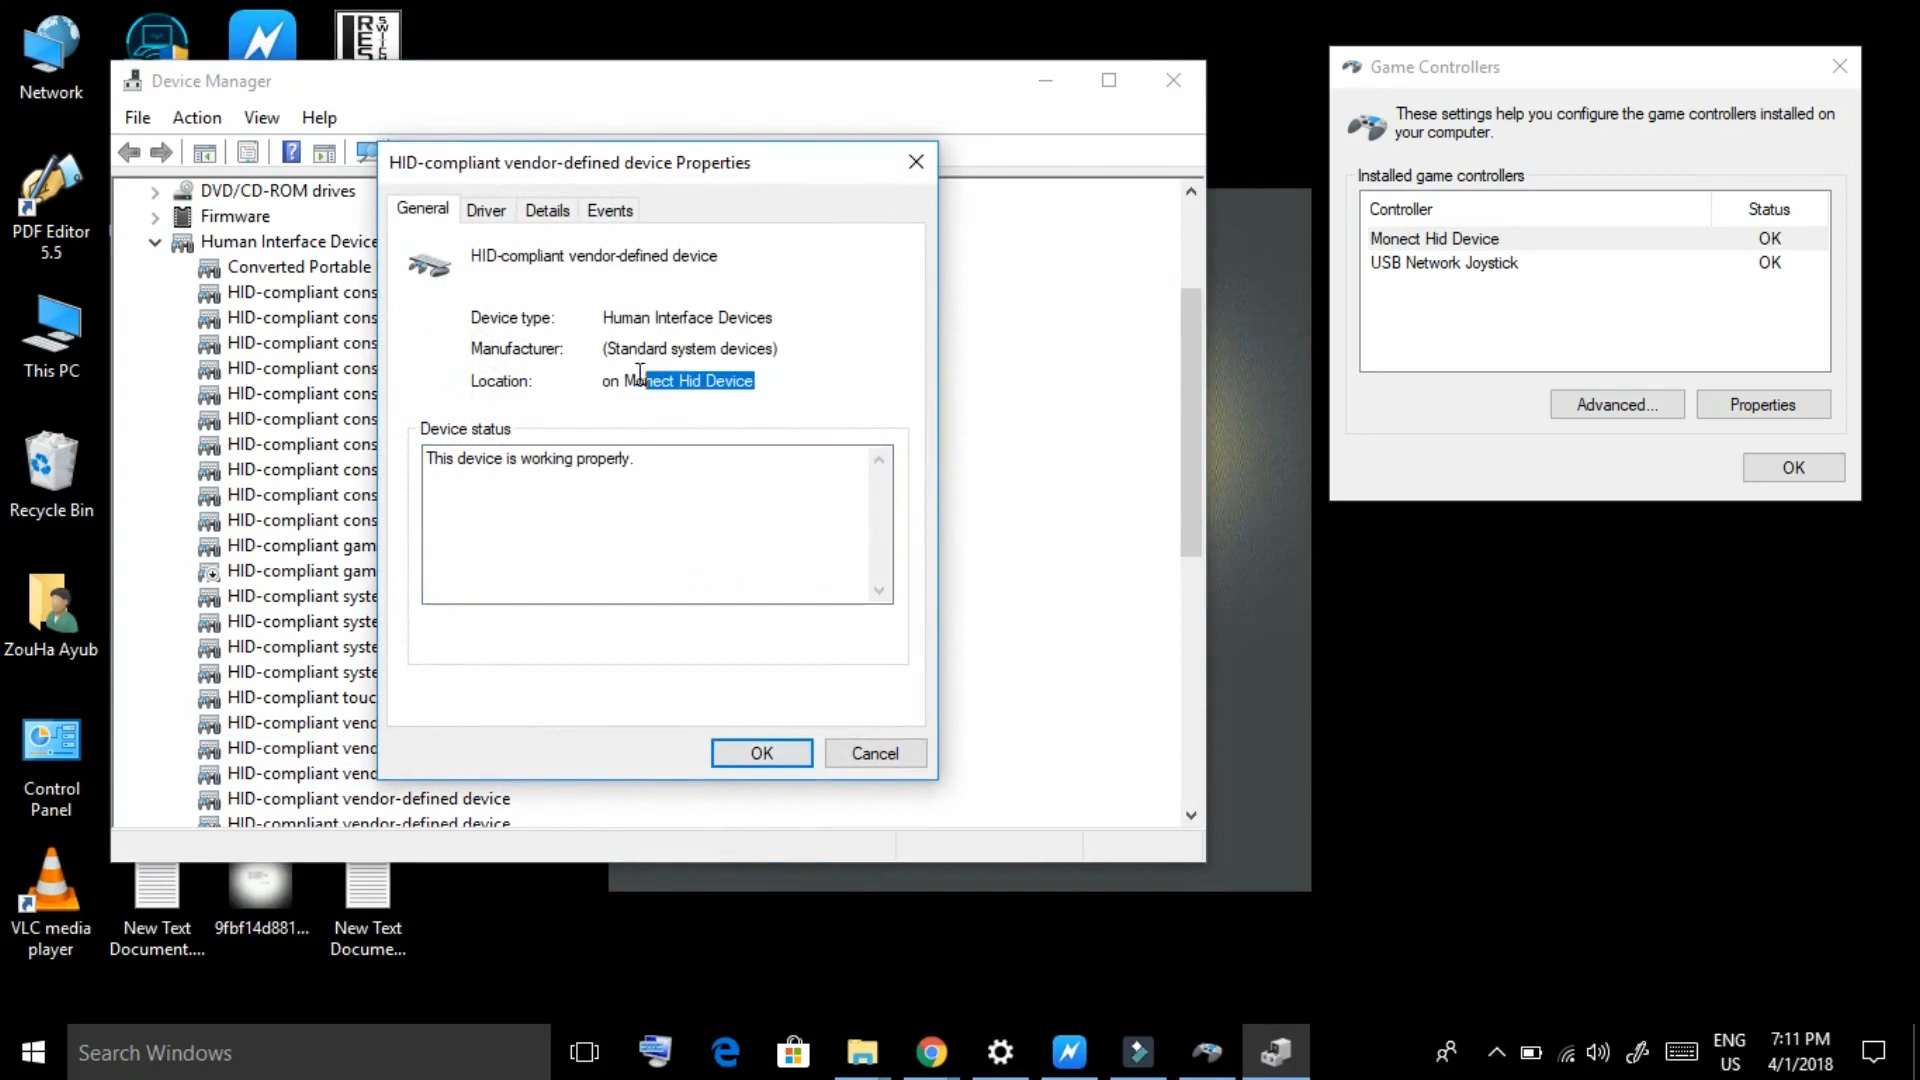 Network
PDF Editor
5.5
This PC
Recycle Bin
ZouHa Ayub
Control
Panel
VLC media
player
New Text
Document....
9fbf14d881...
New Text
Docume...
Device Manager
File Action View Help
DVD/CD-ROM drives
Firmware
Human Interface Device
Converted Portable
HID-compliant cons
HID-compliant cons
HID-compliant cons
HID-compliant cons
HID-compliant cons
HID-compliant cons
HID-compliant cons
HID-compliant cons
HID-compliant cons
HID-compliant cons
HID-compliant gam
HID-compliant gam
HID-compliant syste
HID-compliant syste
HID-compliant syste
HID-compliant syste
HID-compliant touc
HID-compliant vend
HID-compliant vend
HID-compliant vend
HID-compliant vendor-defined device
HID-compliant vendor-defined device
HID-compliant vendor-defined device Properties
General Driver Details Events
HID-compliant vendor-defined device
Device type: Human Interface Devices
Manufacturer: (Standard system devices)
Location: on Monect Hid Device
Device status
This device is working properly.
OK Cancel
Game Controllers
These settings help you configure the game controllers installed on
your computer.
Installed game controllers
Controller Status
Monect Hid Device OK
USB Network Joystick OK
Advanced... Properties
OK
Search Windows
ENG
US
7:11 PM
4/1/2018